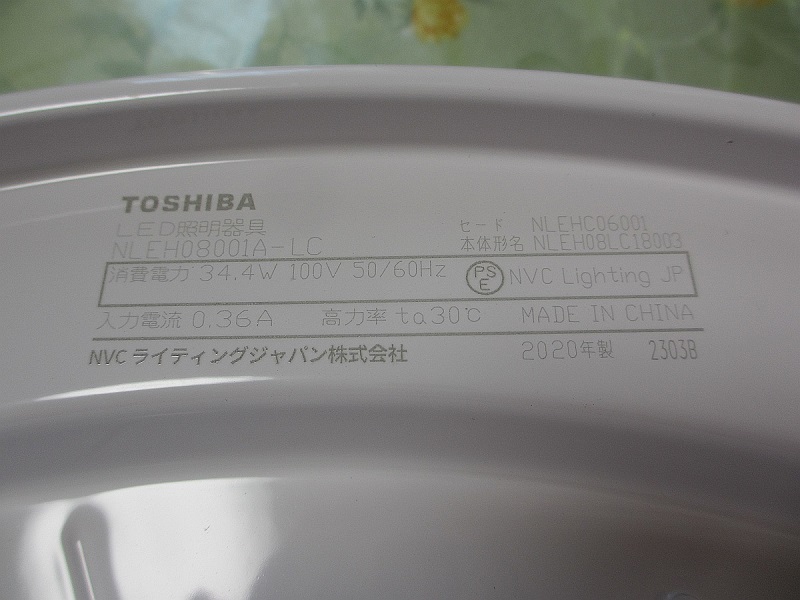 TOSHIBA
LED照明器具
NLEH08001A-LC
セード NLEHC06001
本体形名 NLEH08LC18003
消費電力 34.4W 100V 50/60Hz PSE NVC Lighting JP
入力電流 0.36A 高力率 ta30℃ MADE IN CHINA
NVC ライティングジャパン株式会社 2020年製 2303B